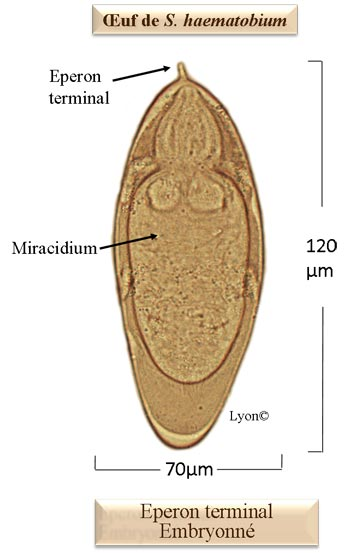 Œuf de S. haematobium
Eperon
terminal
Miracidium
120
µm
Lyon©
70µm
Eperon terminal
Embryonné